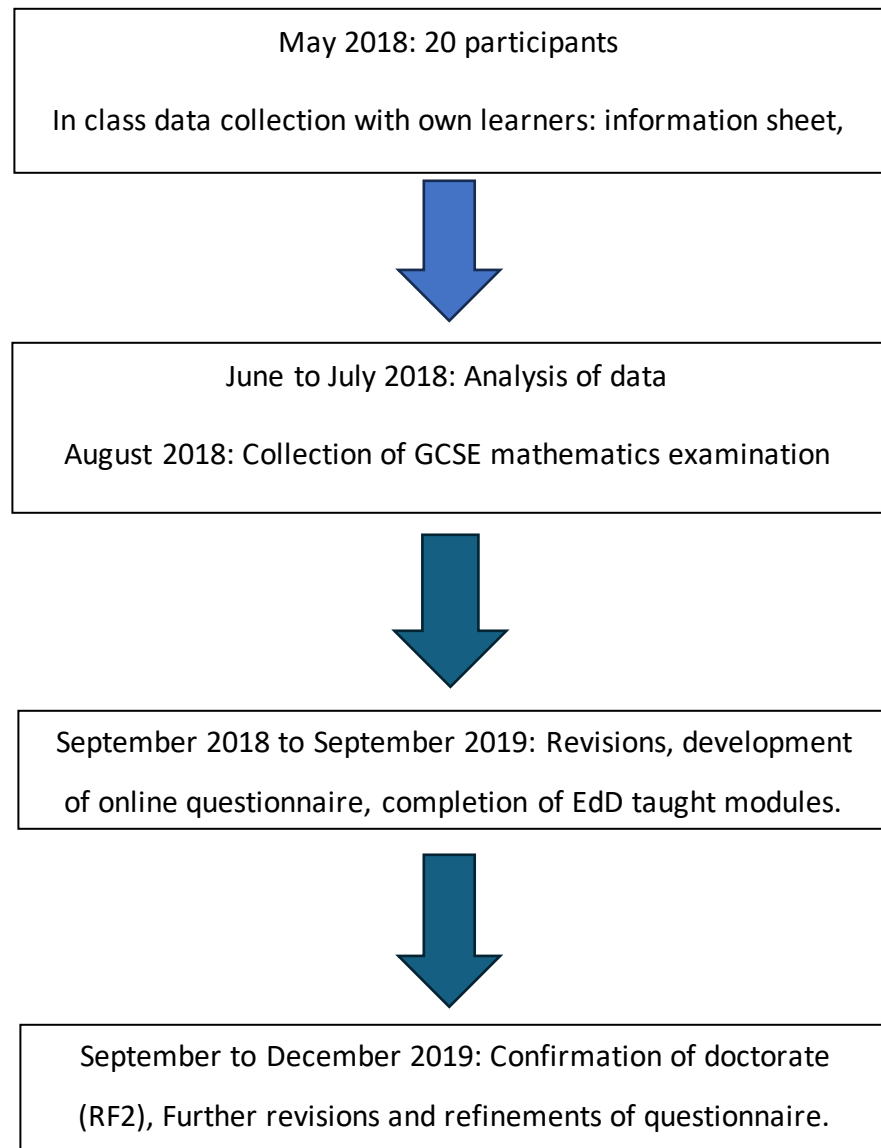 May 2018: 20 participants
In class data collection with own learners: information sheet,
June to July 2018: Analysis of data
August 2018: Collection of GCSE mathematics examination
September 2018 to September 2019: Revisions, development
of online questionnaire, completion of EdD taught modules.
September to December 2019: Confirmation of doctorate
(RF2), Further revisions and refinements of questionnaire.